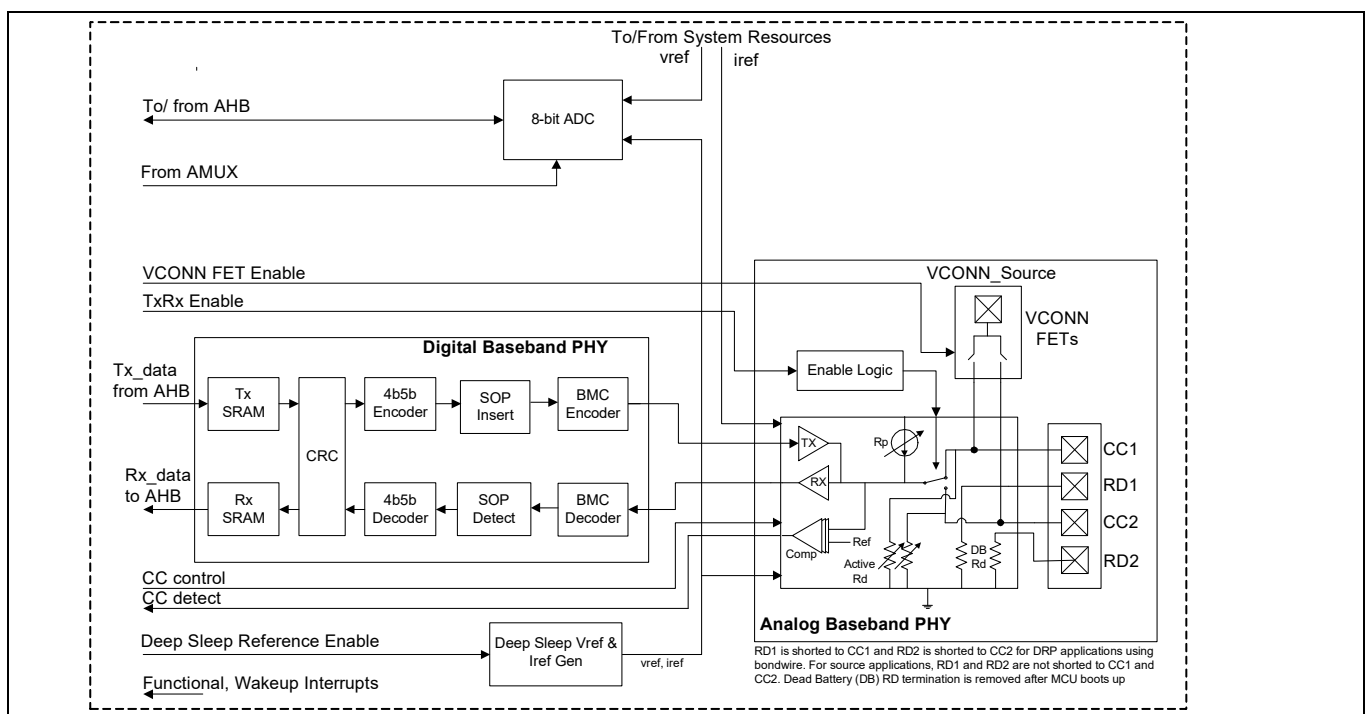 To/From System Resources
vref
iref
To/ from AHB
8-bit ADC
From AMUX
VCONN FET Enable
VCONN_Source
TxRx Enable
VCONN
FETs
Digital Baseband PHY
Enable Logic
Tx_data
from AHB
Tx
SRAM
CRC
4b5b
Encoder
SOP
Insert
BMC
Encoder
TX
Rp
CC1
Rx_data
to AHB
Rx
SRAM
4b5b
Decoder
SOP
Detect
BMC
Decoder
RX
RD1
CC2
Comp
Ref
Active
Rd
DB
Rd
RD2
CC control
CC detect
Analog Baseband PHY
Deep Sleep Reference Enable
Deep Sleep Vref &
Iref Gen
vref, iref
Functional, Wakeup Interrupts
RD1 is shorted to CC1 and RD2 is shorted to CC2 for DRP applications using
bondwire. For source applications, RD1 and RD2 are not shorted to CC1 and
CC2. Dead Battery (DB) RD termination is removed after MCU boots up